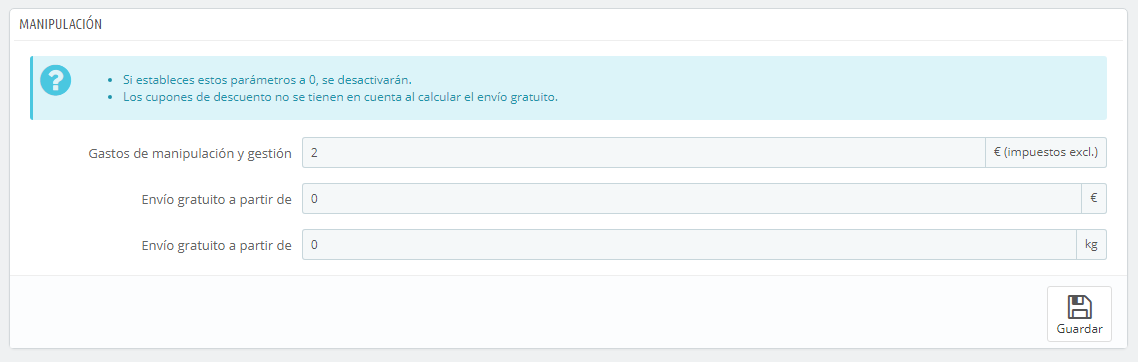 MANIPULACIÓN
Si estableces estos parámetros a 0, se desactivarán.
Los cupones de descuento no se tienen en cuenta al calcular el envío gratuito.
Gastos de manipulación y gestión 2 € (impuestos excl.)
Envío gratuito a partir de 0 €
Envío gratuito a partir de 0 kg
Guardar